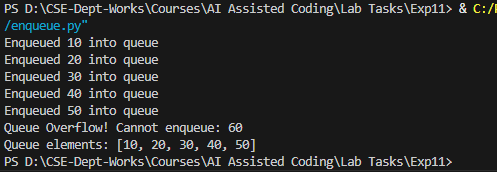 PS D:\CSE-Dept-Works\Courses\AI Assisted Coding\Lab Tasks\Exp11> & C:/
/enqueue.py"
Enqueued 10 into queue
Enqueued 20 into queue
Enqueued 30 into queue
Enqueued 40 into queue
Enqueued 50 into queue
Queue Overflow! Cannot enqueue: 60
Queue elements: [10, 20, 30, 40, 50]
PS D:\CSE-Dept-Works\Courses\AI Assisted Coding\Lab Tasks\Exp11>